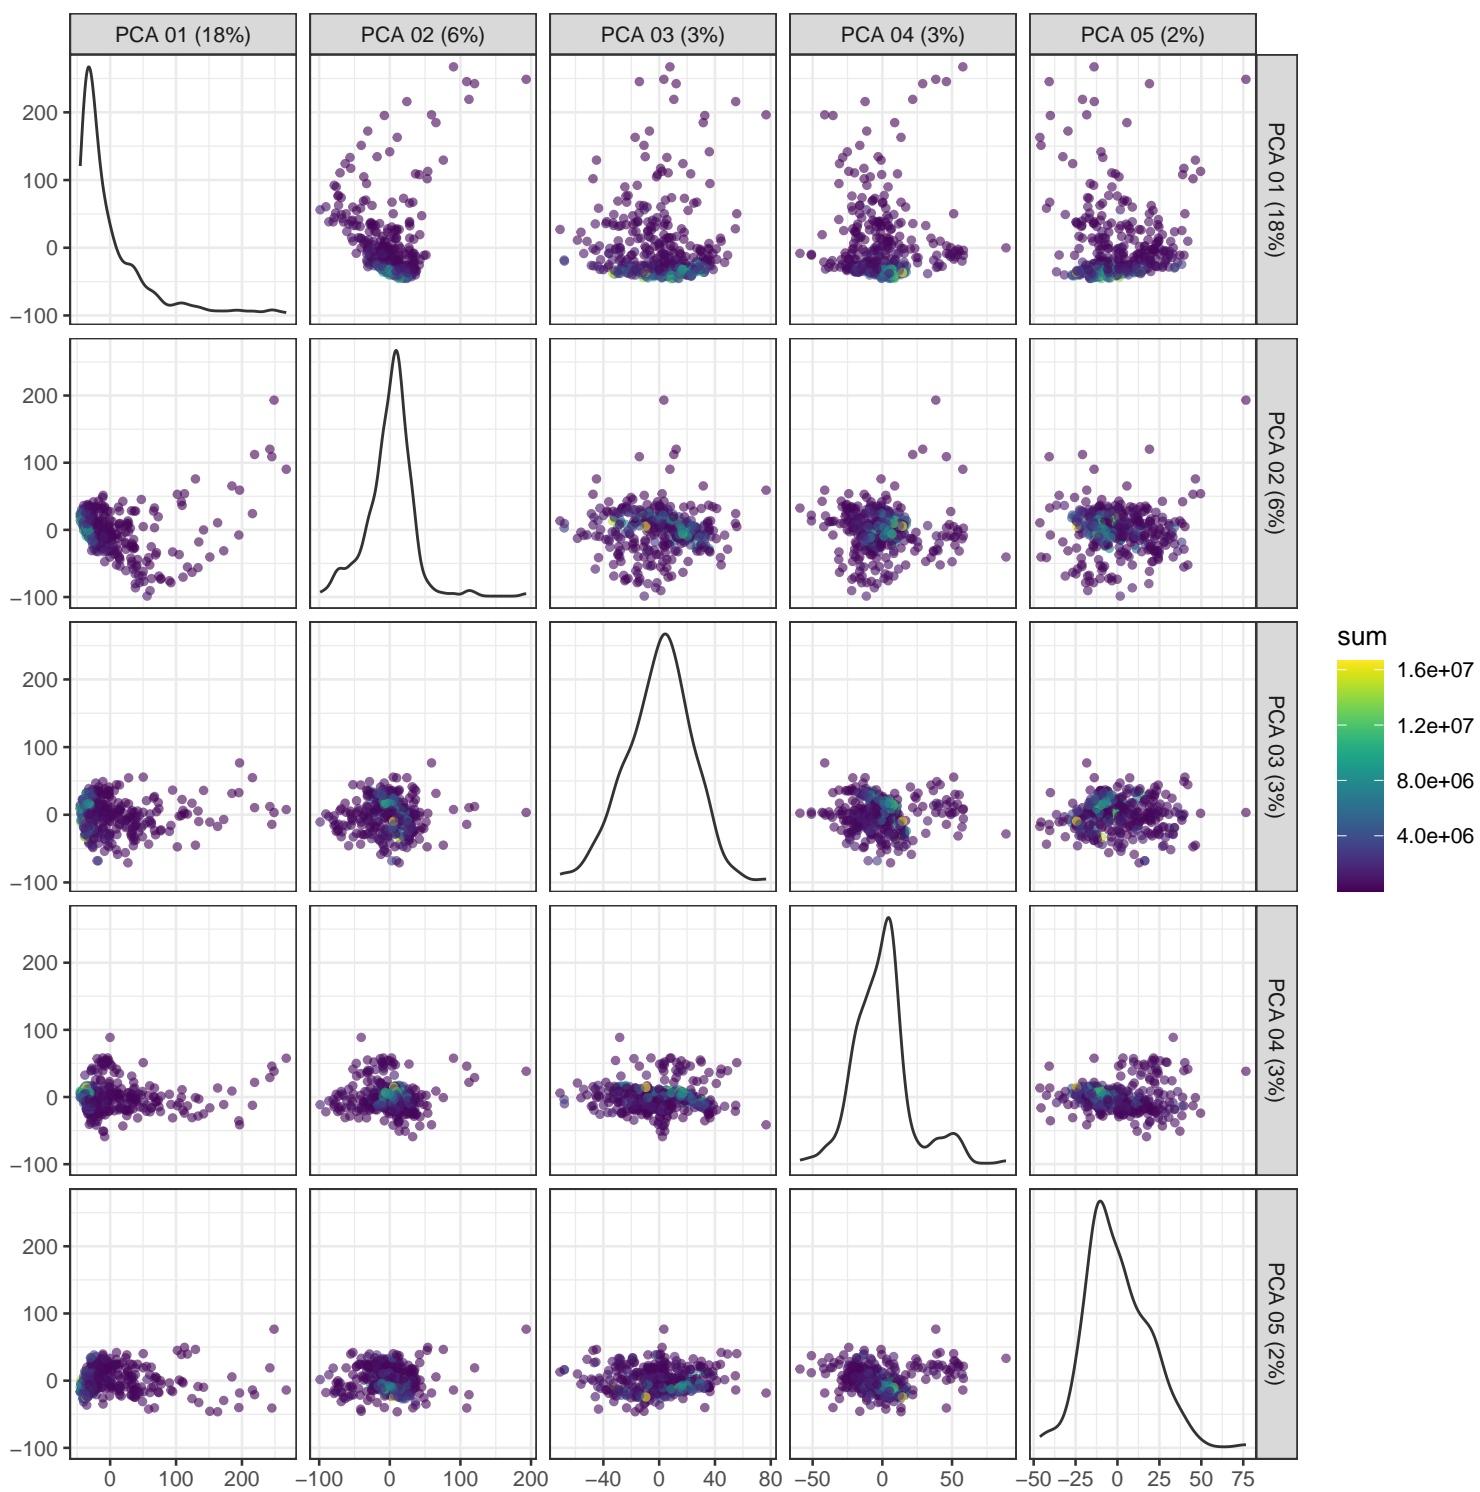 PCA 01 (18%) PCA 02 (6%) PCA 03 (3%) PCA 04 (3%) PCA 05 (2%)
200
100
0
−100
PCA 01 (18%)
200
100
0
−100
PCA 02 (6%)
200
100
0
−100
PCA 03 (3%)
200
100
0
−100
PCA 04 (3%)
200
100
0
−100
PCA 05 (2%)
0 100 200 −100 0 100 200 −40 0 40 80 −50 0 50 −50 −25 0 25 50 75
sum
1.6e+07
1.2e+07
8.0e+06
4.0e+06